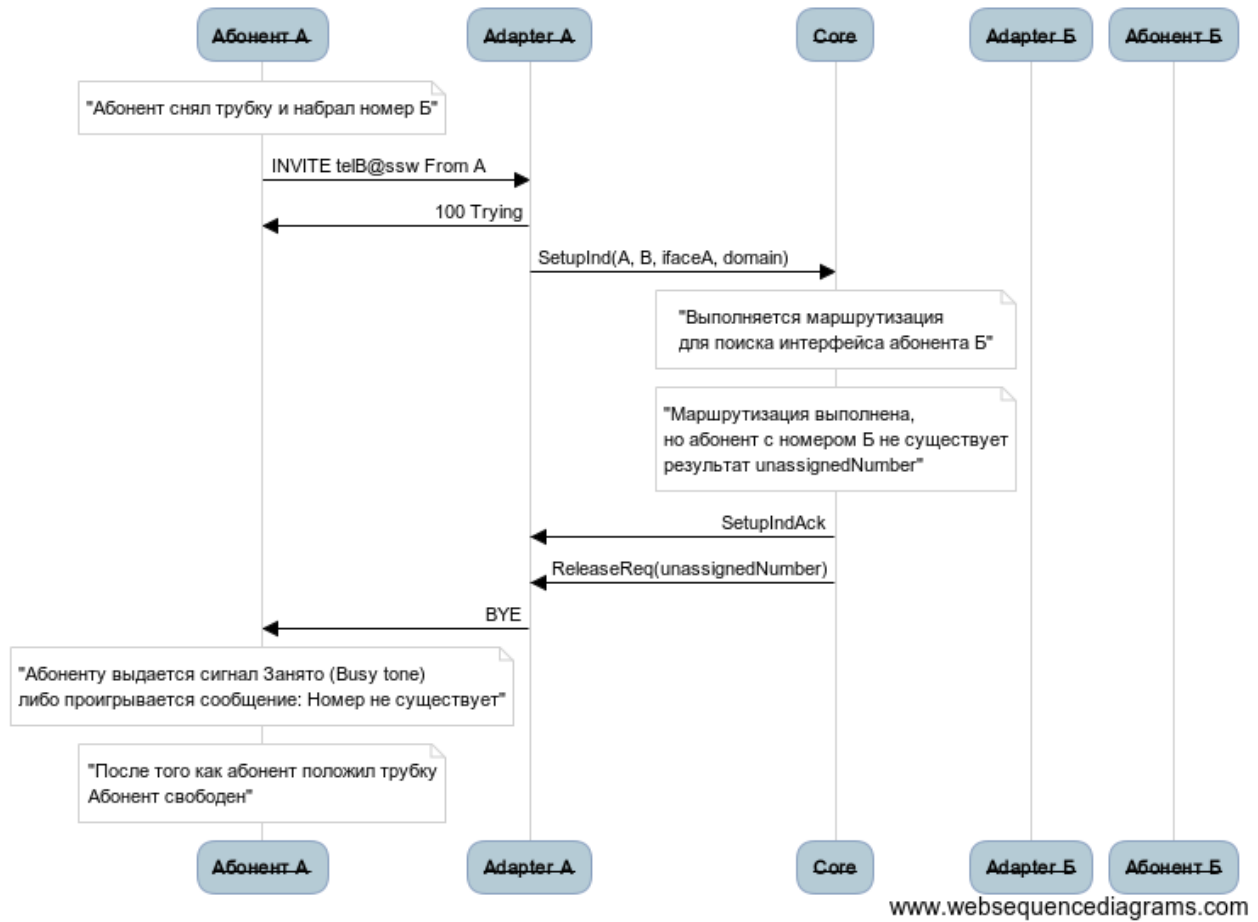 Абонент А
Adapter А
Core
Adapter Б
Абонент Б
"Абонент снял трубку и набрал номер Б"
INVITE telB@ssw From A
100 Trying
SetupInd(A, B, ifaceA, domain)
"Выполняется маршрутизация
для поиска интерфейса абонента Б"
"Маршрутизация выполнена,
но абонент с номером Б не существует
результат unassignedNumber"
SetupIndAck
ReleaseReq(unassignedNumber)
BYE
"Абоненту выдается сигнал Занято (Busy tone)
либо проигрывается сообщение: Номер не существует"
"После того как абонент положил трубку
Абонент свободен"
Абонент А
Adapter А
Core
Adapter Б
Абонент Б
www.websequencediagrams.com